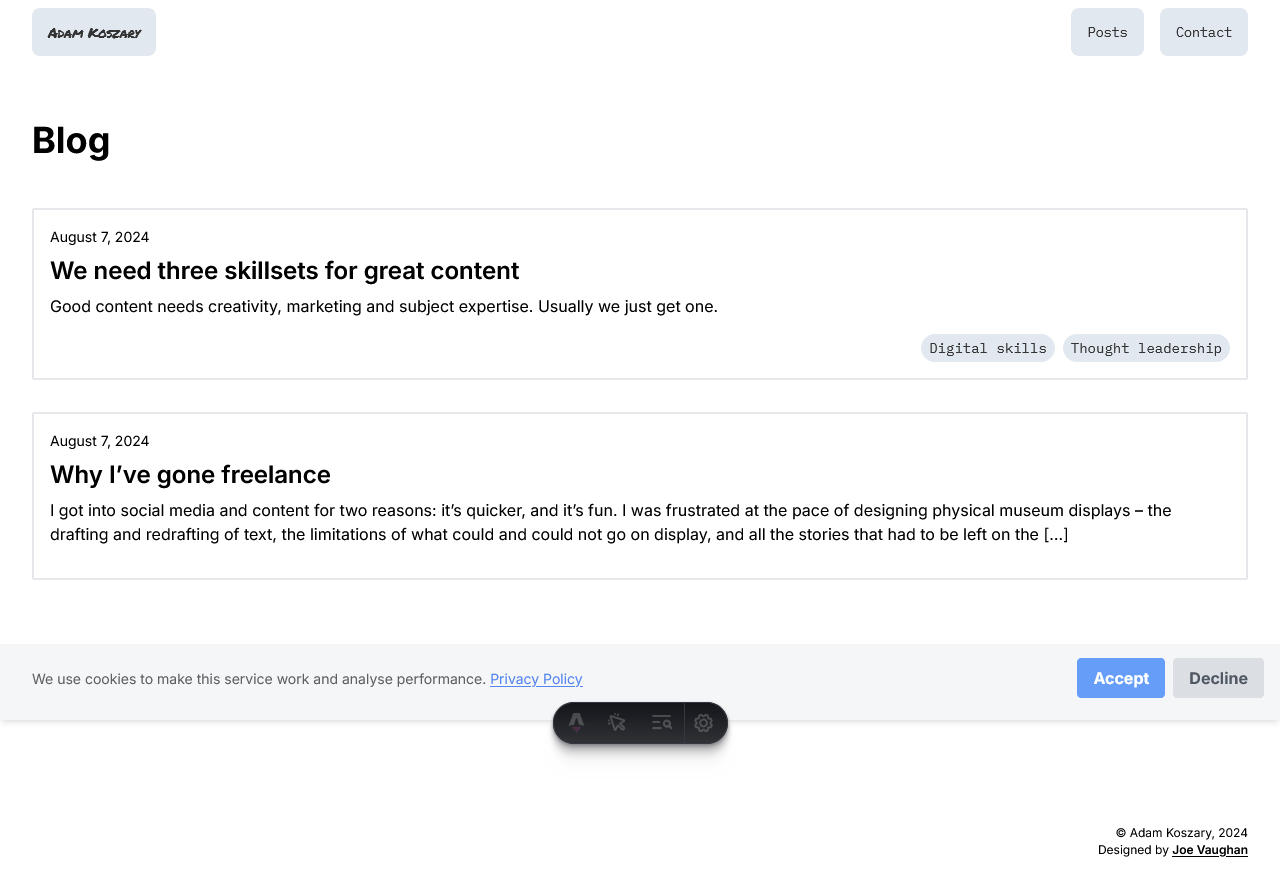 Adam Koszary
Posts
Contact
Blog
August 7, 2024
We need three skillsets for great content
Good content needs creativity, marketing and subject expertise. Usually we just get one.
Digital skills
Thought leadership
August 7, 2024
Why I’ve gone freelance
I got into social media and content for two reasons: it’s quicker, and it’s fun. I was frustrated at the pace of designing physical museum displays – the
drafting and redrafting of text, the limitations of what could and could not go on display, and all the stories that had to be left on the […]
We use cookies to make this service work and analyse performance. Privacy Policy
Accept
Decline
© Adam Koszary, 2024
Designed by Joe Vaughan